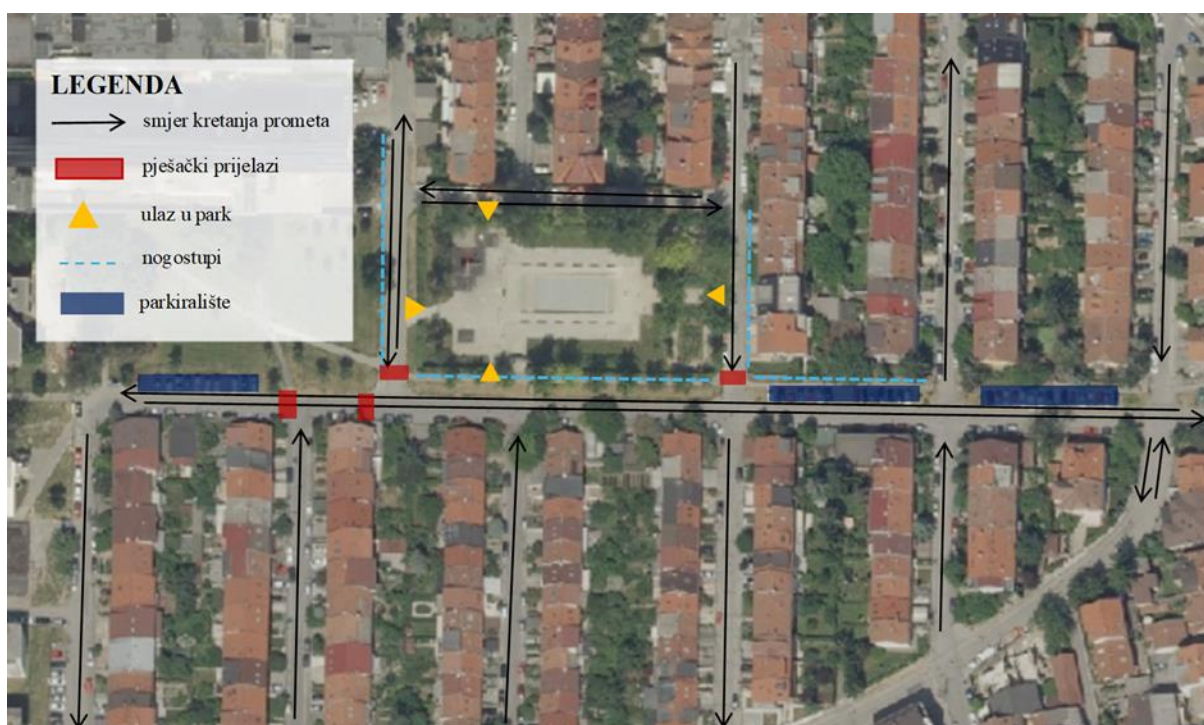 LEGENDA
smjer kretanja prometa
pješački prijelazi
ulaz u park
nogostupi
parkiralište